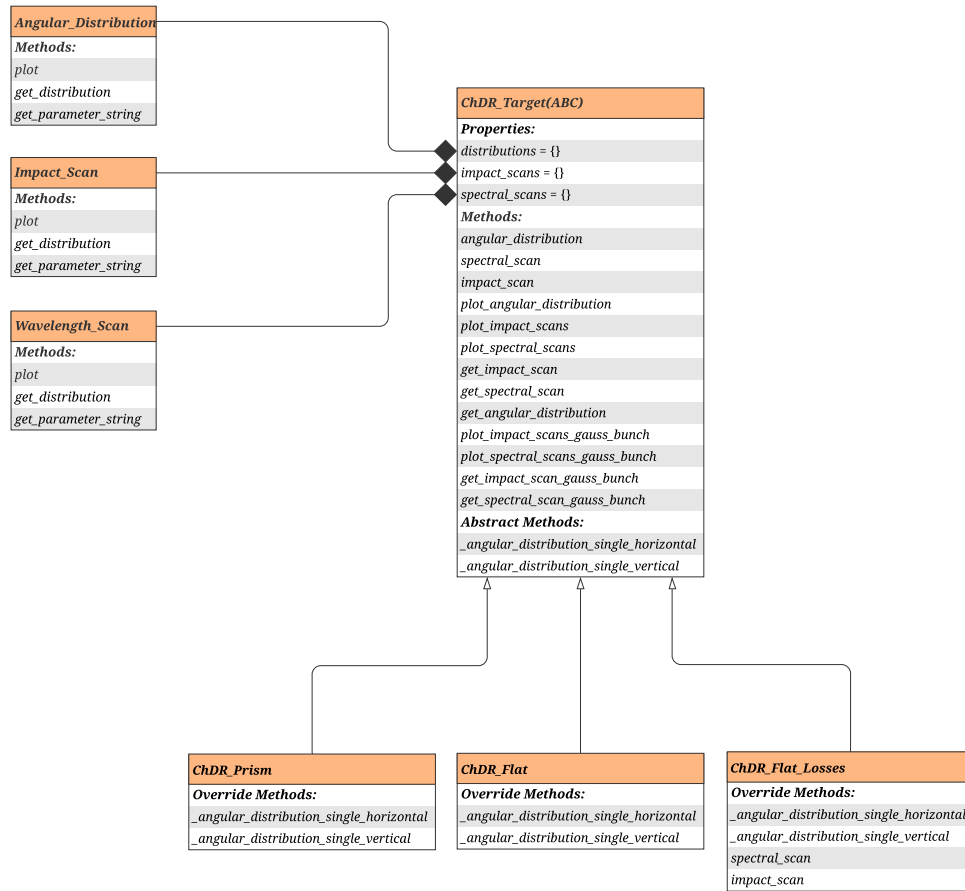 Angular_Distribution
Methods:
plot
get_distribution
get_parameter_string
Impact_Scan
Methods:
plot
get_distribution
get_parameter_string
Wavelength_Scan
Methods:
plot
get_distribution
get_parameter_string
ChDR_Target(ABC)
Properties:
distributions = {}
impact_scans = {}
spectral_scans = {}
Methods:
angular_distribution
spectral_scan
impact_scan
plot_angular_distribution
plot_impact_scans
plot_spectral_scans
get_impact_scan
get_spectral_scan
get_angular_distribution
plot_impact_scans_gauss_bunch
plot_spectral_scans_gauss_bunch
get_impact_scan_gauss_bunch
get_spectral_scan_gauss_bunch
Abstract Methods:
_angular_distribution_single_horizontal
_angular_distribution_single_vertical
ChDR_Prism
Override Methods:
_angular_distribution_single_horizontal
_angular_distribution_single_vertical
ChDR_Flat
Override Methods:
_angular_distribution_single_horizontal
_angular_distribution_single_vertical
ChDR_Flat_Losses
Override Methods:
_angular_distribution_single_horizontal
_angular_distribution_single_vertical
spectral_scan
impact_scan